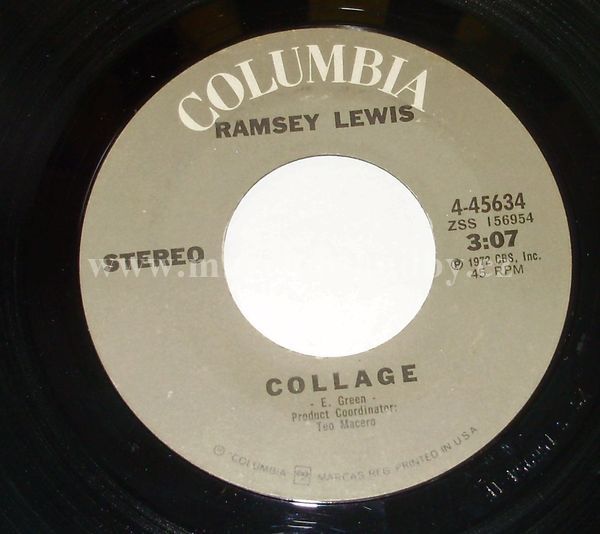 COLUMBIA
RAMSEY LEWIS
4-45634
ZSS 156954
3:07
℗ 1972 CBS, Inc.
45 RPM
STEREO
COLLAGE
- E. Green -
Product Coordinator:
Teo Macero
"COLUMBIA" MARCAS REG. PRINTED IN U.S.A.